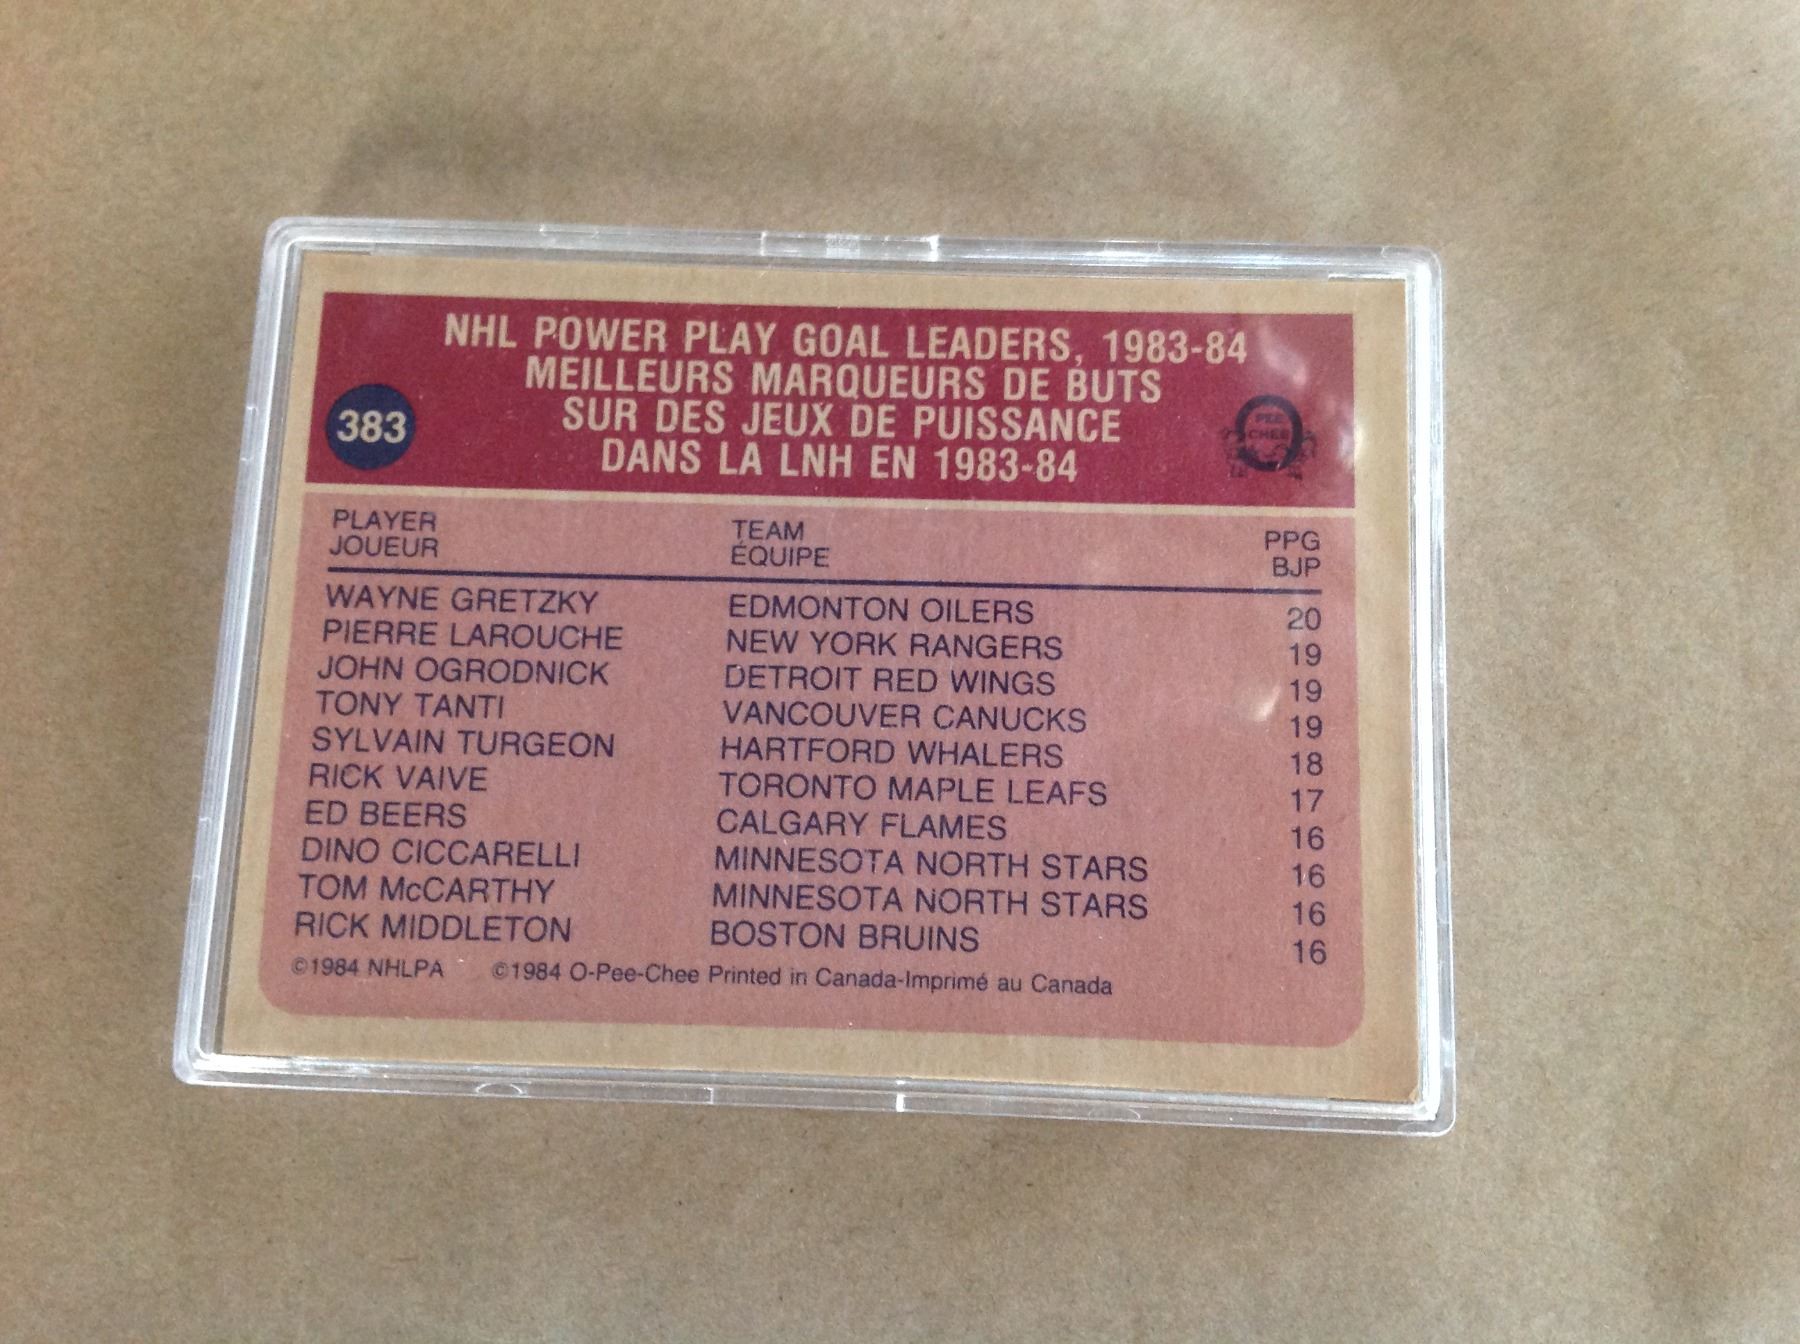 NHL POWER PLAY GOAL LEADERS, 1983-84
MEILLEURS MARQUEURS DE BUTS
SUR DES JEUX DE PUISSANCE
DANS LA LNH EN 1983-84
383
O
PEE
CHEE
PLAYER TEAM PPG
JOUEUR ÉQUIPE BJP
WAYNE GRETZKY EDMONTON OILERS 20
PIERRE LAROUCHE NEW YORK RANGERS 19
JOHN OGRODNICK DETROIT RED WINGS 19
TONY TANTI VANCOUVER CANUCKS 19
SYLVAIN TURGEON HARTFORD WHALERS 18
RICK VAIVE TORONTO MAPLE LEAFS 17
ED BEERS CALGARY FLAMES 16
DINO CICCARELLI MINNESOTA NORTH STARS 16
TOM McCARTHY MINNESOTA NORTH STARS 16
RICK MIDDLETON BOSTON BRUINS 16
©1984 NHLPA ©1984 O-Pee-Chee Printed in Canada-Imprimé au Canada